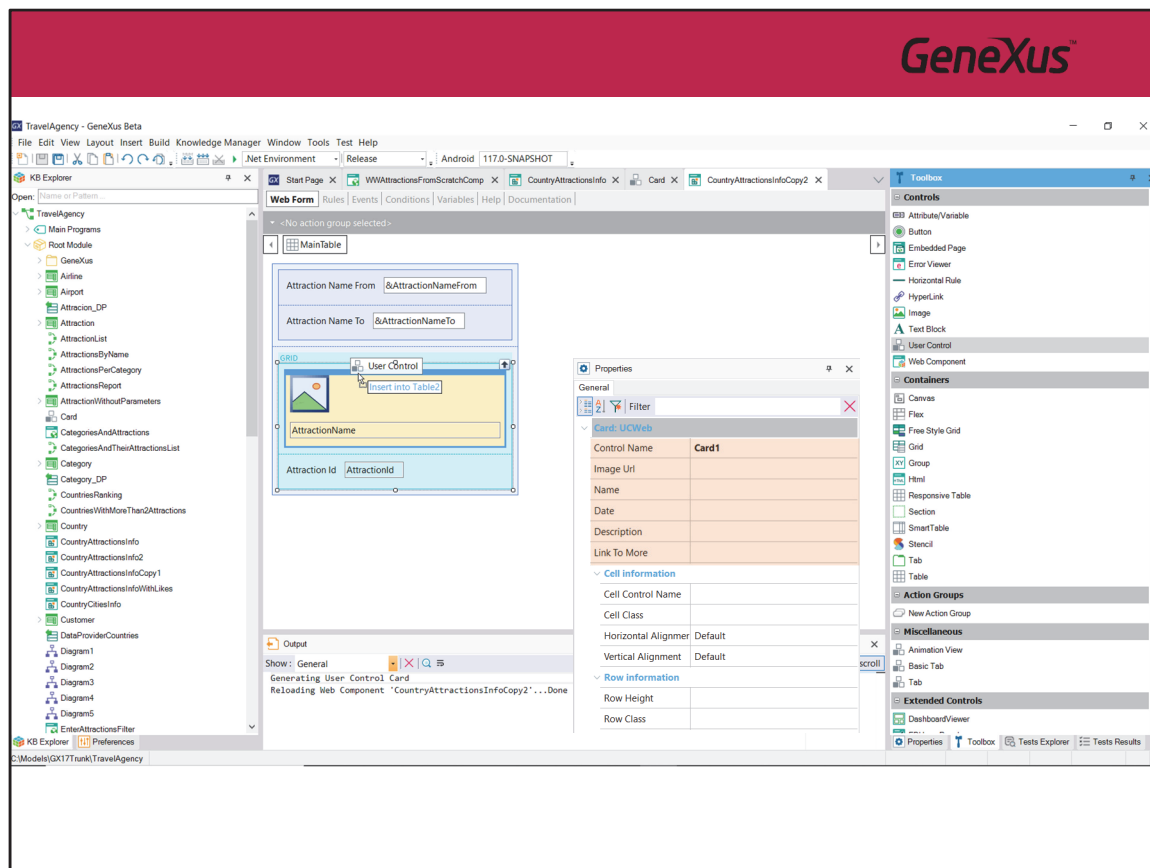 GeneXus™
GX TravelAgency - GeneXus Beta
File Edit View Layout Insert Build Knowledge Manager Window Tools Test Help
.Net Environment Release Android 117.0-SNAPSHOT
KB Explorer
Open: Name or Pattern...
TravelAgency
Main Programs
Root Module
GeneXus
Airline
Airport
Attracion_DP
Attraction
AttractionList
AttractionsByName
AttractionsPerCategory
AttractionsReport
AttractionWithoutParameters
Card
CategoriesAndAttractions
CategoriesAndTheirAttractionsList
Category
Category_DP
CountriesRanking
CountriesWithMoreThan2Attractions
Country
CountryAttractionsInfo
CountryAttractionsInfo2
CountryAttractionsInfoCopy1
CountryAttractionsInfoWithLikes
CountryCitiesInfo
Customer
DataProviderCountries
Diagram1
Diagram2
Diagram3
Diagram4
Diagram5
EnterAttractionsFilter
KB Explorer Preferences
C:\Models\GX17Trunk\TravelAgency
GX Start Page WWAttractionsFromScratchComp CountryAttractionsInfo Card CountryAttractionsInfoCopy2
Web Form Rules Events Conditions Variables Help Documentation
<No action group selected>
MainTable
Attraction Name From &AttractionNameFrom
Attraction Name To &AttractionNameTo
GRID
User Control
Insert into Table2
AttractionName
Attraction Id AttractionId
Output
Show: General
Generating User Control Card
Reloading Web Component 'CountryAttractionsInfoCopy2'...Done
scroll
Properties
General
Filter
Card: UCWeb
Control Name Card1
Image Url
Name
Date
Description
Link To More
Cell information
Cell Control Name
Cell Class
Horizontal Alignmer Default
Vertical Alignment Default
Row information
Row Height
Row Class
Toolbox
Controls
Attribute/Variable
Button
Embedded Page
Error Viewer
Horizontal Rule
HyperLink
Image
Text Block
User Control
Web Component
Containers
Canvas
Flex
Free Style Grid
Grid
Group
Html
Responsive Table
Section
SmartTable
Stencil
Tab
Table
Action Groups
New Action Group
Miscellaneous
Animation View
Basic Tab
Tab
Extended Controls
DashboardViewer
Properties Toolbox Tests Explorer Tests Results